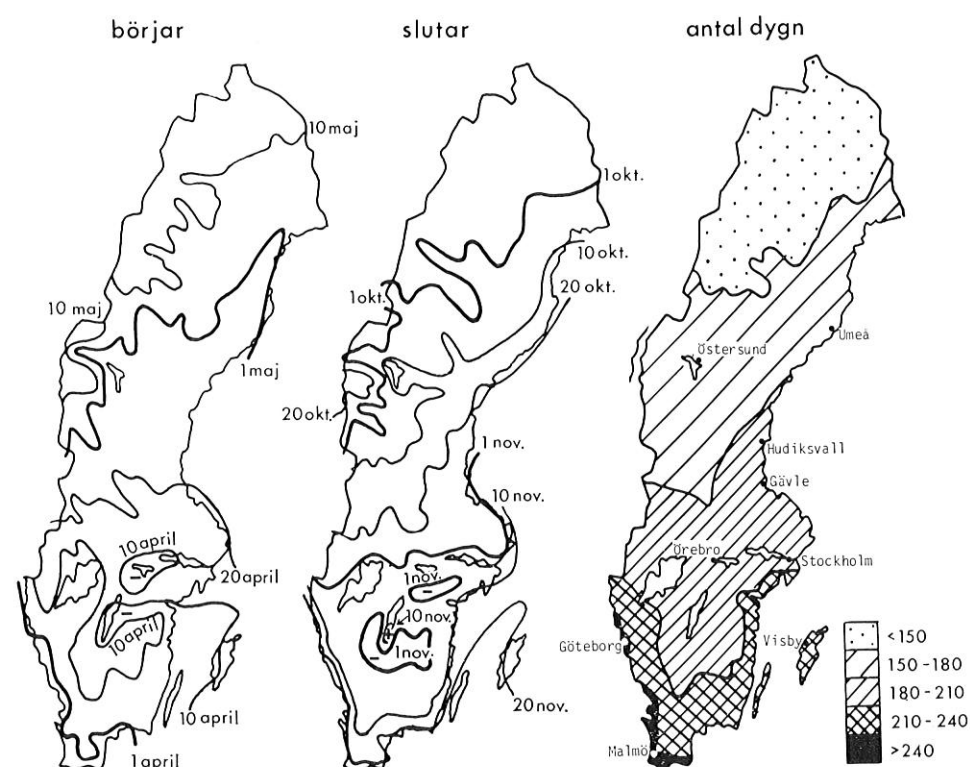 börjar
10 maj
10 maj
1 maj
10 april
20 april
10 april
10 april
1 april
slutar
1 okt.
10 okt.
20 okt.
1 okt.
20 okt.
1 nov.
10 nov.
1 nov.
10 nov.
1 nov.
20 nov.
antal dygn
Umeå
Östersund
Hudiksvall
Gävle
Örebro
Stockholm
Göteborg
Visby
Malmö
<150
150-180
180-210
210-240
>240